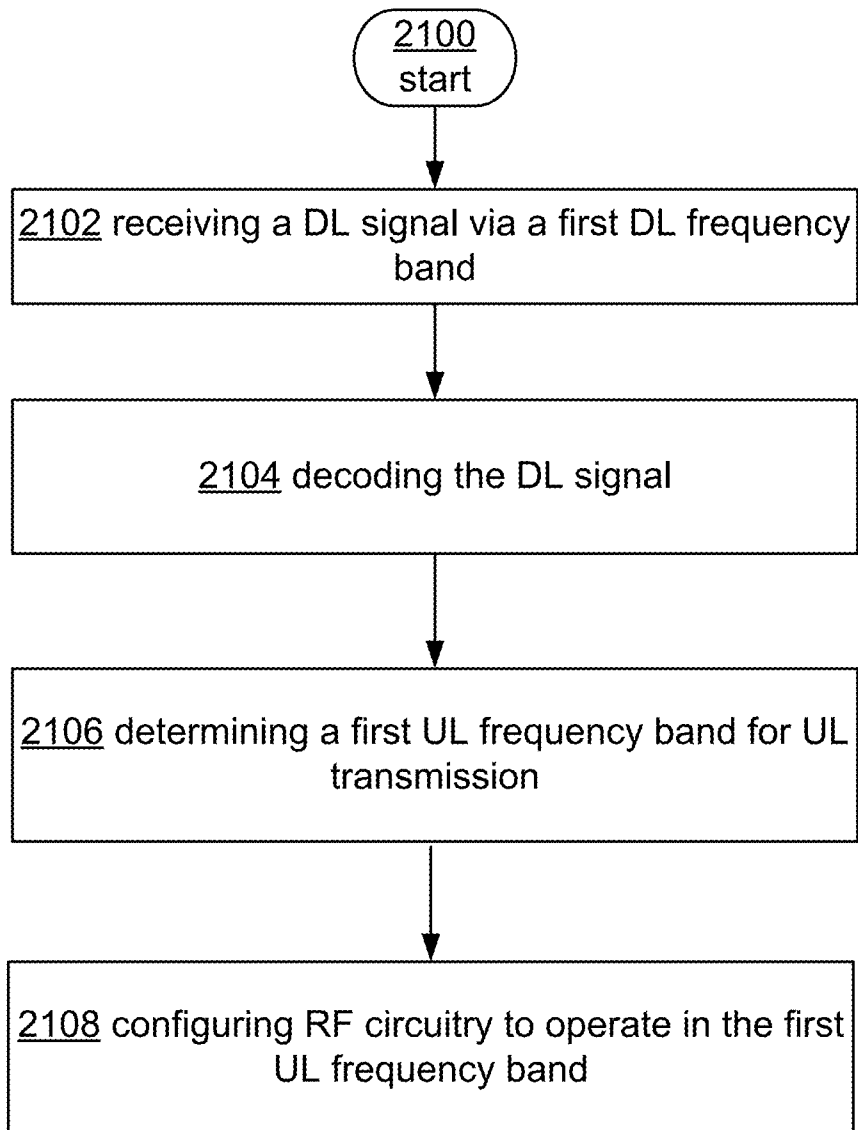 2100
start
2102 receiving a DL signal via a first DL frequency
band
2104 decoding the DL signal
2106 determining a first UL frequency band for UL
transmission
2108 configuring RF circuitry to operate in the first
UL frequency band